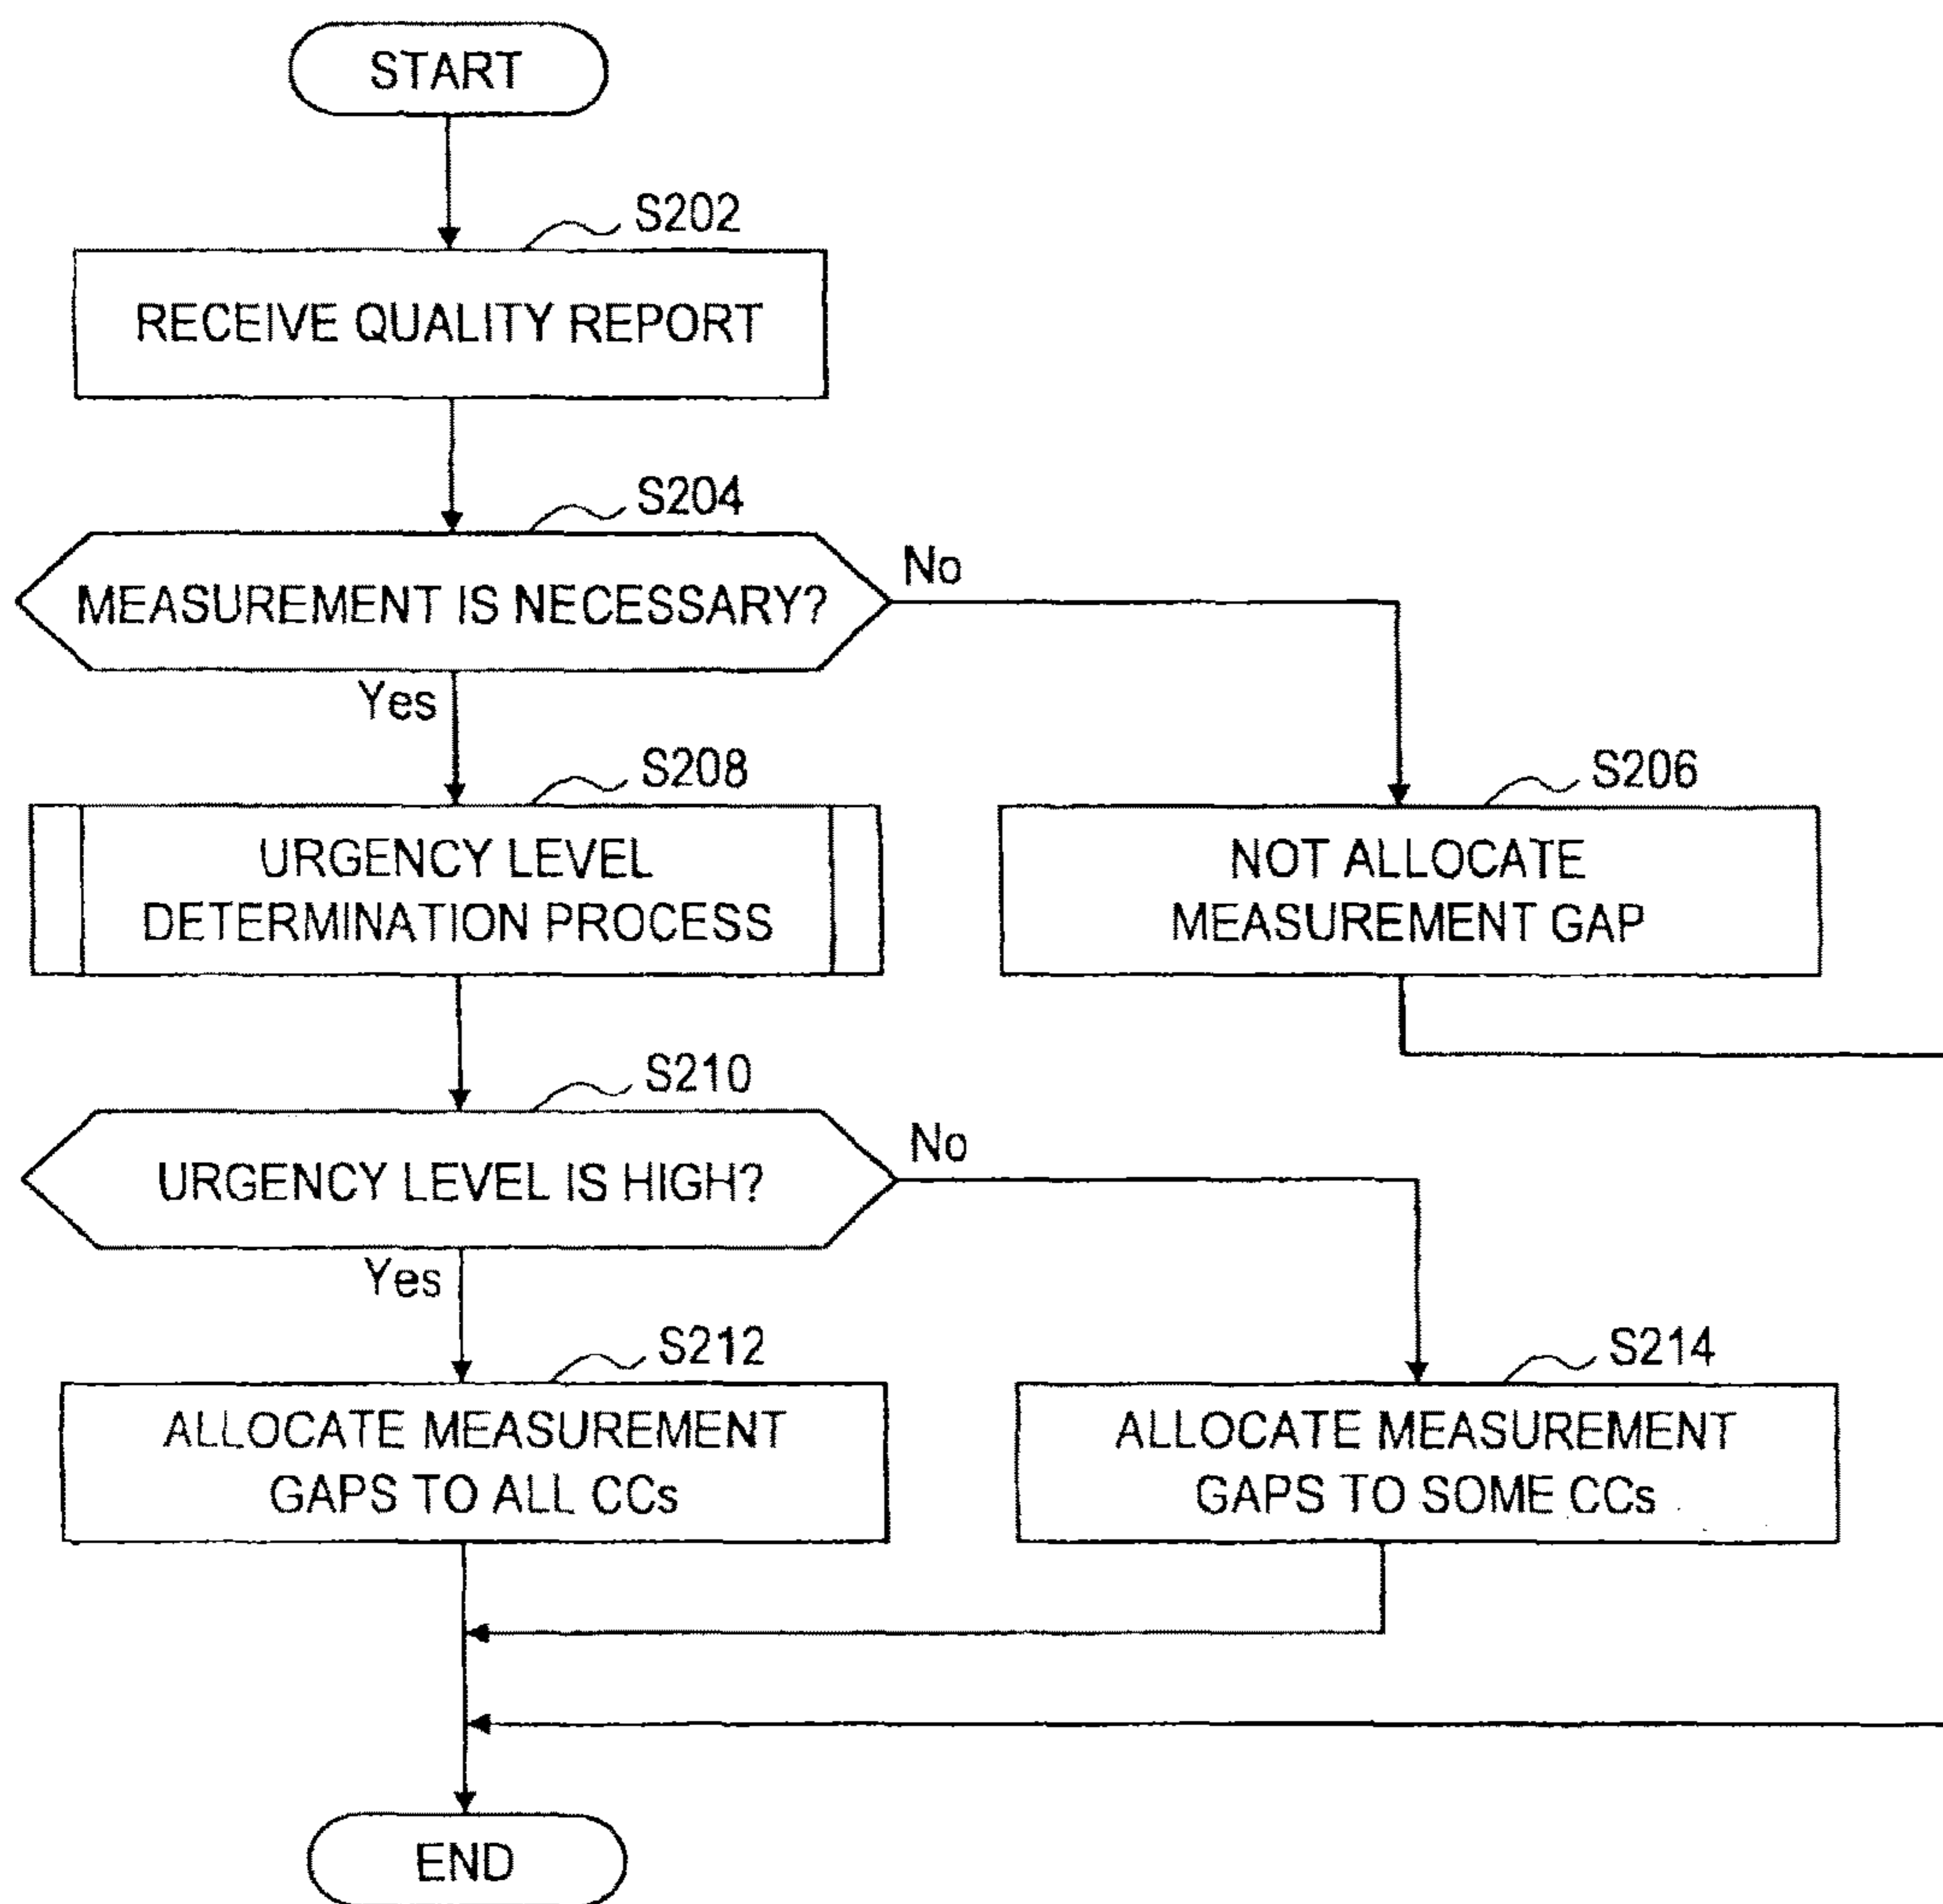 START
S202
RECEIVE QUALITY REPORT
S204
MEASUREMENT IS NECESSARY?
No
Yes
S208
URGENCY LEVEL
DETERMINATION PROCESS
S206
NOT ALLOCATE
MEASUREMENT GAP
S210
URGENCY LEVEL IS HIGH?
No
Yes
S212
ALLOCATE MEASUREMENT
GAPS TO ALL CCs
S214
ALLOCATE MEASUREMENT
GAPS TO SOME CCs
END